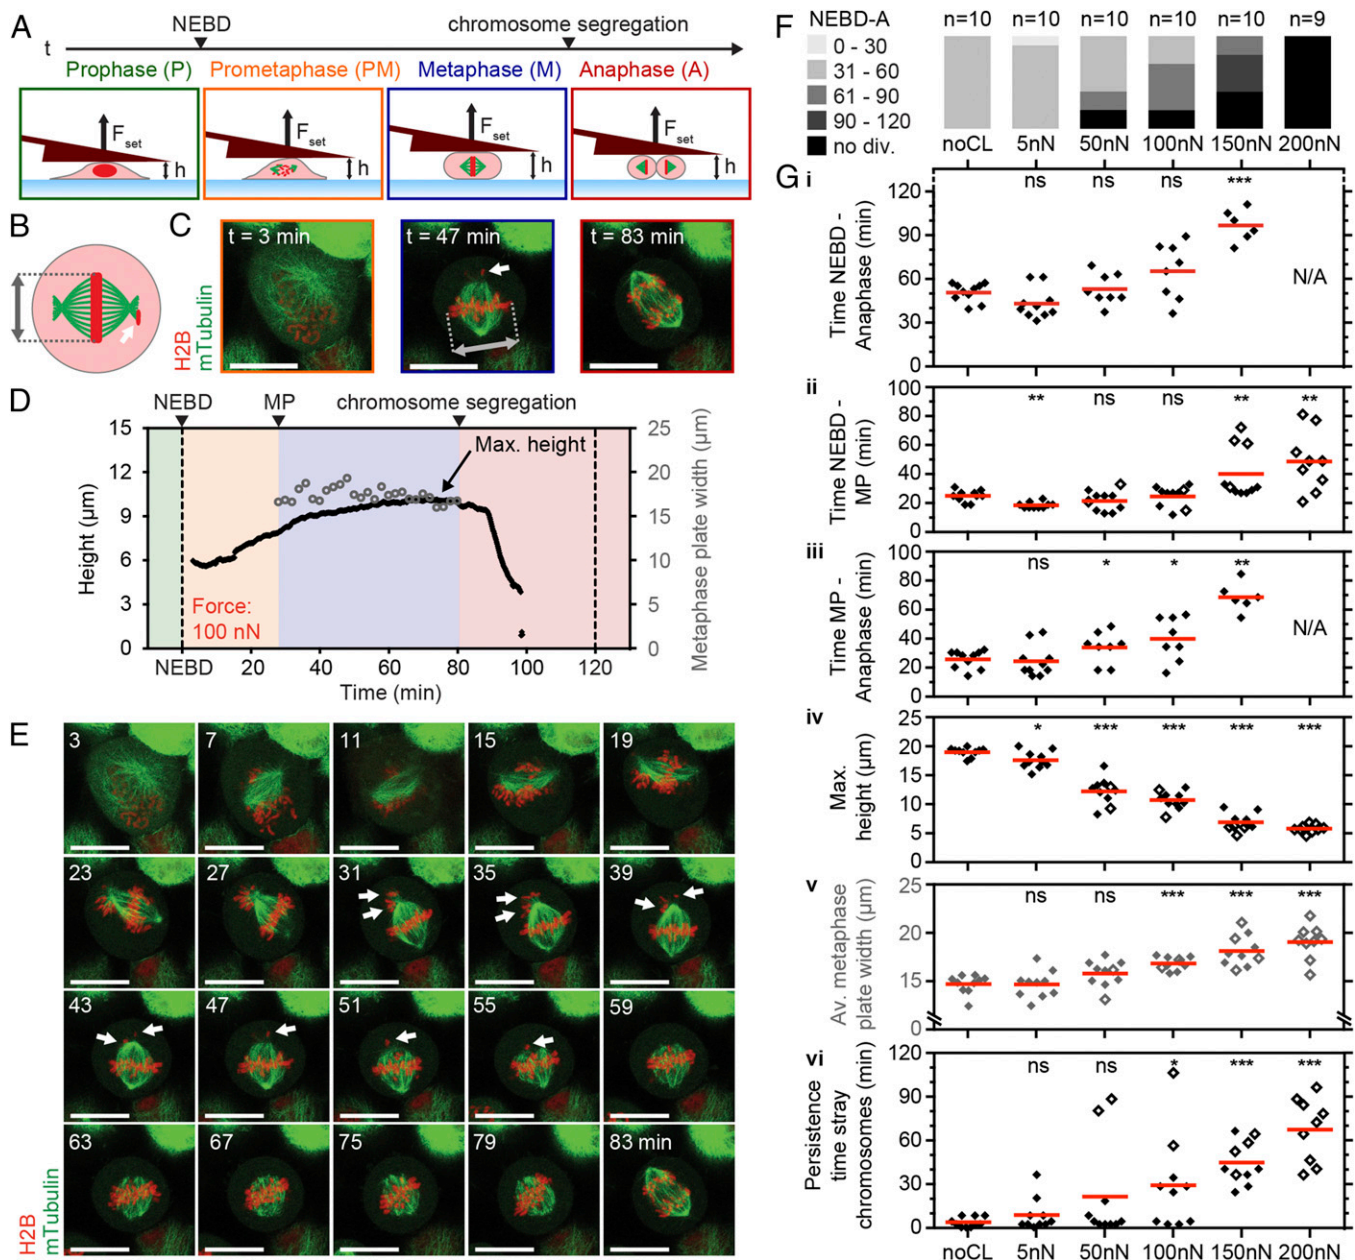 A
NEBD
chromosome segregation
t
Prophase (P)
Prometaphase (PM)
Metaphase (M)
Anaphase (A)
Fset
h
Fset
h
Fset
h
Fset
h
B
C
H2B
mTubulin
t = 3 min
t = 47 min
t = 83 min
D
NEBD
MP
chromosome segregation
Max. height
Force:
100 nN
Height (µm)
15
12
9
6
3
0
Metaphase plate width (µm)
25
20
15
10
5
0
NEBD
20
40
60
80
100
120
Time (min)
E
3
7
11
15
19
23
27
31
35
39
43
47
51
55
59
63
67
75
79
83 min
H2B
mTubulin
F
NEBD-A
0 - 30
31 - 60
61 - 90
90 - 120
no div.
n=10
n=10
n=10
n=10
n=10
n=9
noCL
5nN
50nN
100nN
150nN
200nN
G
i
Time NEBD -
Anaphase (min)
120
90
60
30
0
ns
ns
ns
***
N/A
ii
Time NEBD -
MP (min)
100
80
60
40
20
0
**
ns
ns
**
**
iii
Time MP -
Anaphase (min)
100
80
60
40
20
0
ns
*
*
**
N/A
iv
Max.
height (µm)
25
20
15
10
5
0
*
***
***
***
***
v
Av. metaphase
plate width (µm)
25
20
15
0
ns
ns
***
***
***
vi
Persistence
time stray
chromosomes (min)
120
90
60
30
0
ns
ns
*
***
***
noCL
5nN
50nN
100nN
150nN
200nN